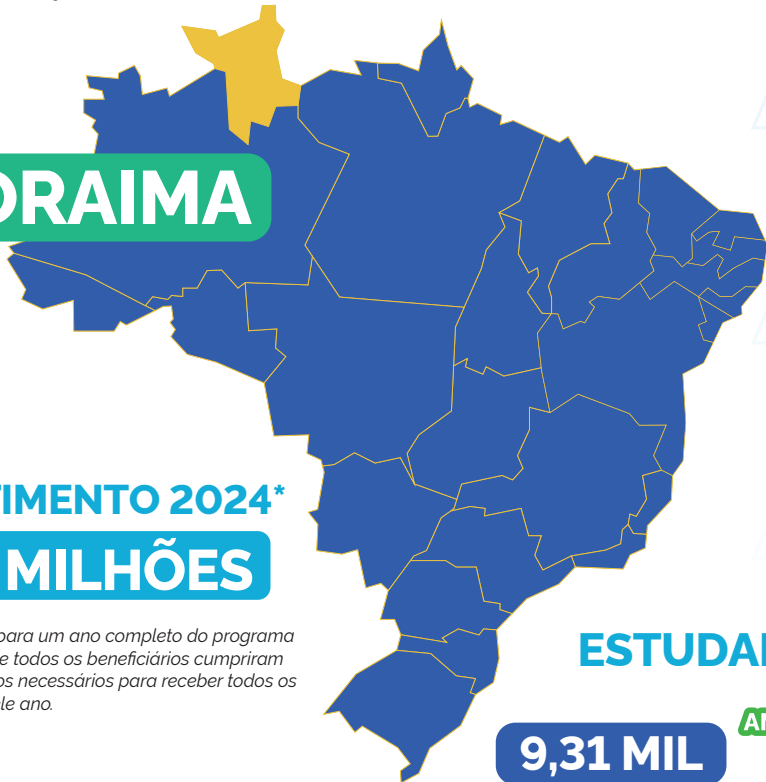 ORAIMA
TIMENTO 2024*
MILHÕES
para um ano completo do programa
e todos os beneficiários cumpriram
os necessários para receber todos os
le ano.
ESTUDA
9,31 MIL